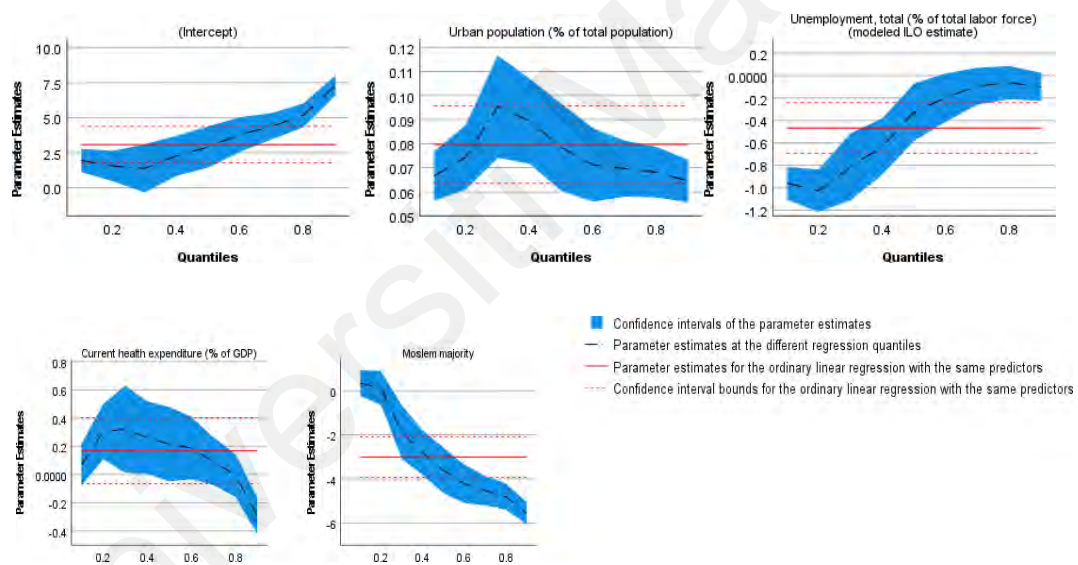 (Intercept)
Parameter Estimates
10.0
7.5
5.0
2.5
0.0
0.2 0.4 0.6 0.8
Quantiles
Urban population (% of total population)
Parameter Estimates
0.12
0.11
0.10
0.09
0.08
0.07
0.06
0.05
0.2 0.4 0.6 0.8
Quantiles
Unemployment, total (% of total labor force)
(modeled ILO estimate)
Parameter Estimates
0.2
0.0000
-0.2
-0.4
-0.6
-0.8
-1.0
-1.2
0.2 0.4 0.6 0.8
Quantiles
Current health expenditure (% of GDP)
Parameter Estimates
0.8
0.6
0.4
0.2
0.0000
-0.2
-0.4
0.2 0.4 0.6 0.8
Moslem majority
Parameter Estimates
0
-2
-4
-6
0.2 0.4 0.6 0.8
Confidence intervals of the parameter estimates
Parameter estimates at the different regression quantiles
Parameter estimates for the ordinary linear regression with the same predictors
Confidence interval bounds for the ordinary linear regression with the same predictors